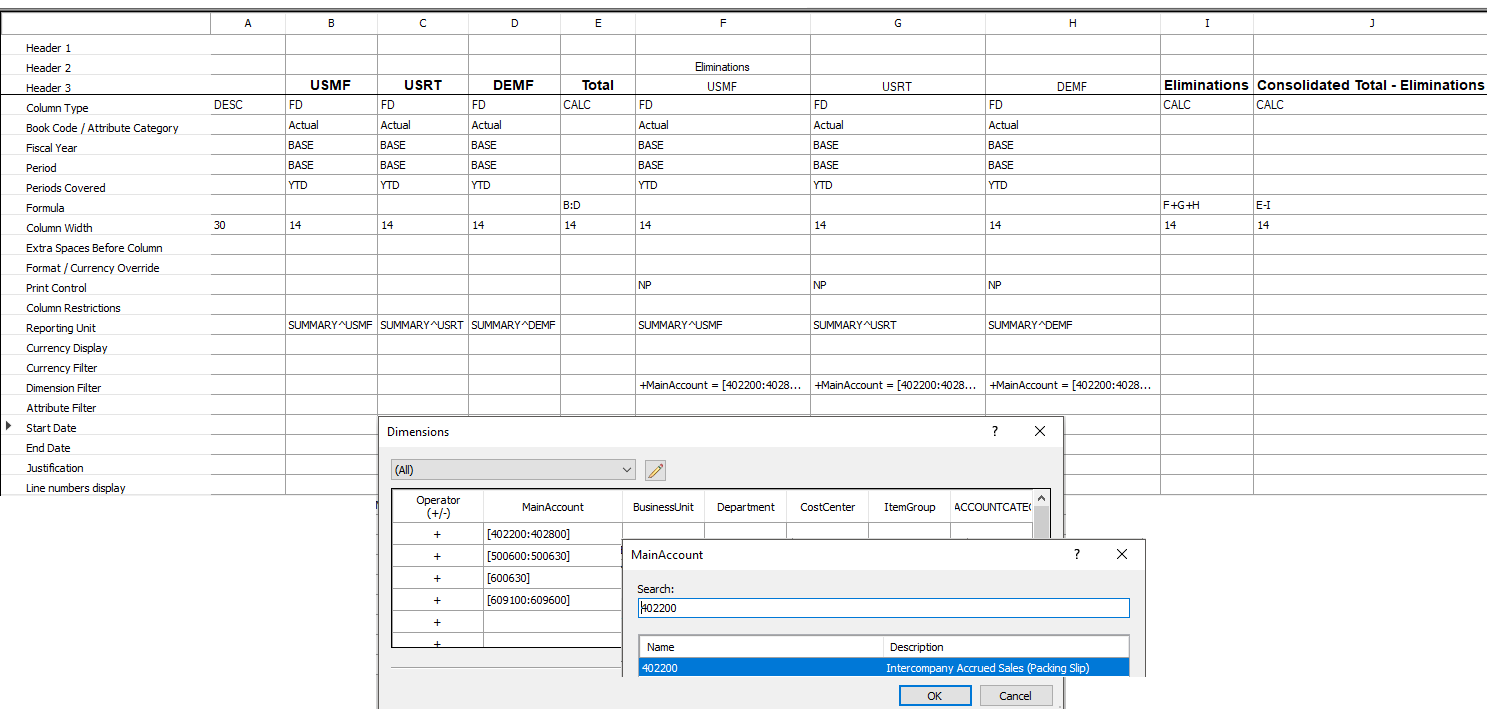 A B C D E F G H I J
Header 1
Header 2 Eliminations
Header 3 USMF USRT DEMF Total USMF USRT DEMF Eliminations Consolidated Total - Eliminations
Column Type DESC FD FD FD CALC FD FD FD CALC CALC
Book Code / Attribute Category Actual Actual Actual Actual Actual Actual
Fiscal Year BASE BASE BASE BASE BASE BASE
Period BASE BASE BASE BASE BASE BASE
Periods Covered YTD YTD YTD YTD YTD YTD
Formula B:D F+G+H E-I
Column Width 30 14 14 14 14 14 14 14 14 14
Extra Spaces Before Column
Format / Currency Override
Print Control NP NP NP
Column Restrictions
Reporting Unit SUMMARY^USMF SUMMARY^USRT SUMMARY^DEMF SUMMARY^USMF SUMMARY^USRT SUMMARY^DEMF
Currency Display
Currency Filter
Dimension Filter +MainAccount = [402200:4028... +MainAccount = [402200:4028... +MainAccount = [402200:4028...
Attribute Filter
Start Date
End Date
Justification
Line numbers display
Dimensions ?
(All)
Operator
(+/-) MainAccount BusinessUnit Department CostCenter ItemGroup ACCOUNTCATEG
+ [402200:402800]
+ [500600:500630]
+ [600630]
+ [609100:609600]
+
+
MainAccount ?
Search:
402200
Name Description
402200 Intercompany Accrued Sales (Packing Slip)
OK Cancel